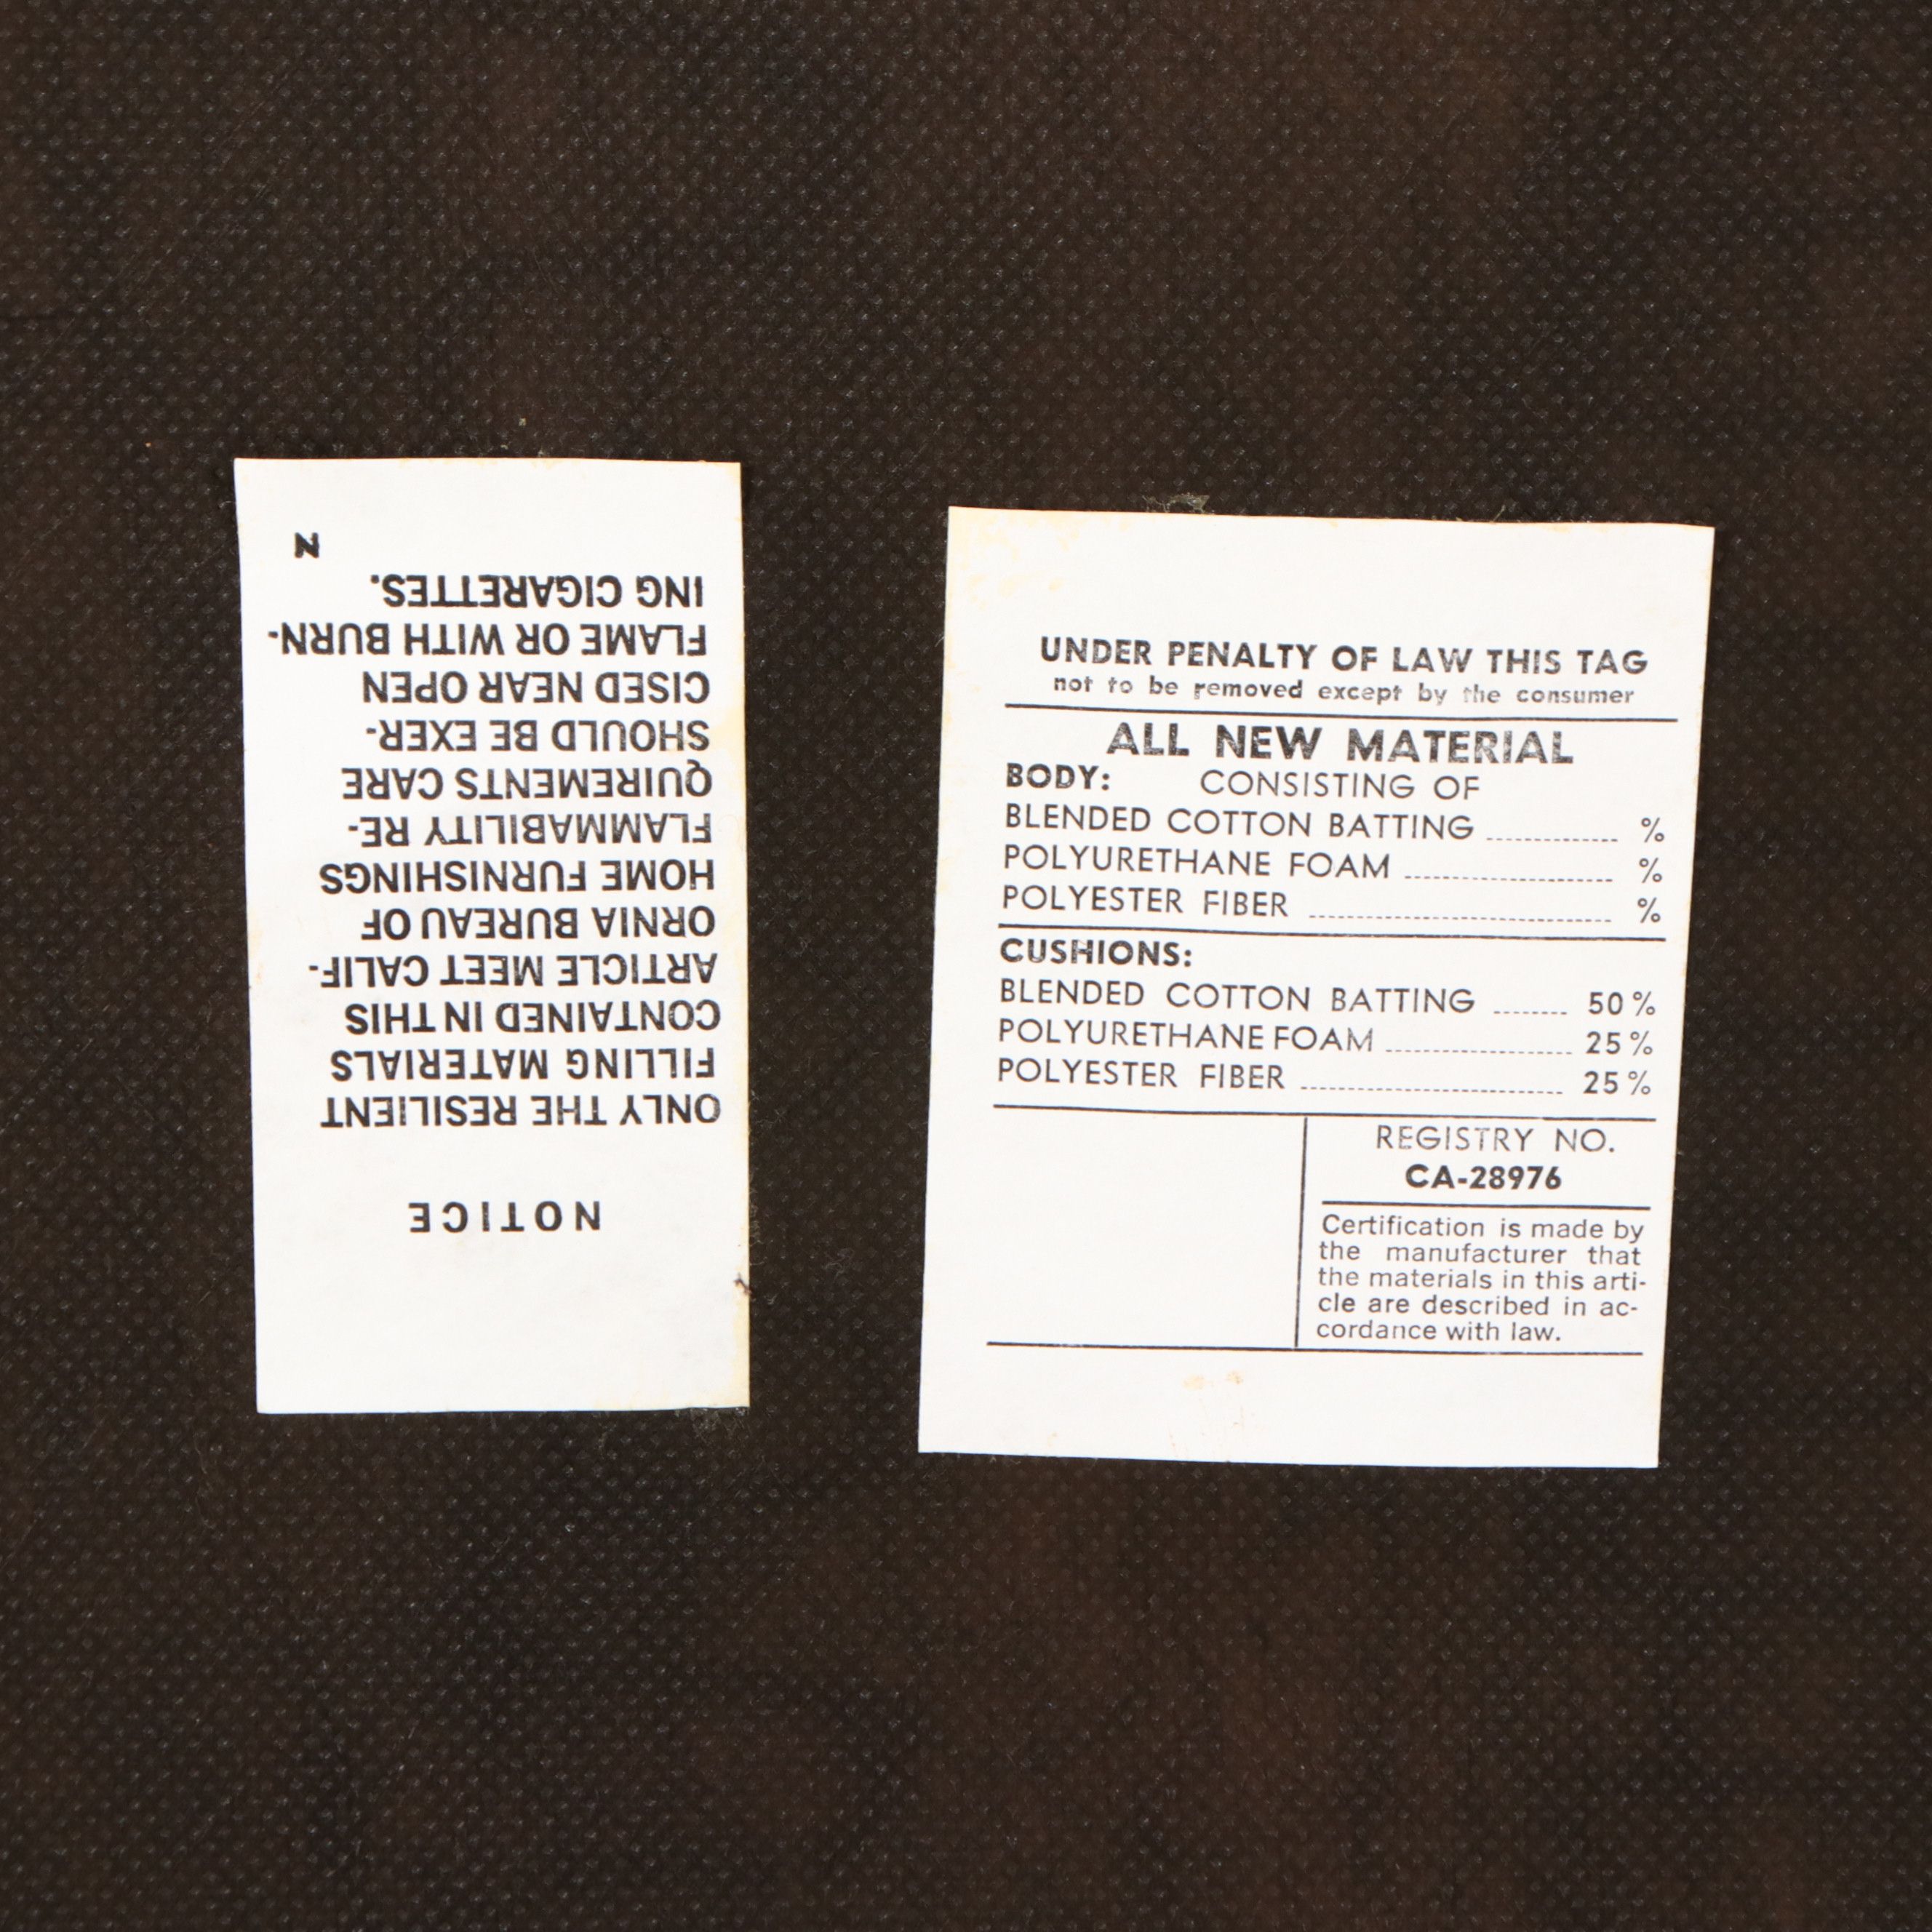 NOTICE
ONLY THE RESILIENT
FILLING MATERIALS
CONTAINED IN THIS
ARTICLE MEET CALIF-
ORNIA BUREAU OF
HOME FURNISHINGS
FLAMMABILITY RE-
QUIREMENTS CARE
SHOULD BE EXER-
CISED NEAR OPEN
FLAME OR WITH BURN-
ING CIGARETTES.
N
UNDER PENALTY OF LAW THIS TAG
not to be removed except by the consumer
ALL NEW MATERIAL
BODY: CONSISTING OF
BLENDED COTTON BATTING ............ %
POLYURETHANE FOAM .................... %
POLYESTER FIBER ............................. %
CUSHIONS:
BLENDED COTTON BATTING ....... 50 %
POLYURETHANE FOAM .................. 25 %
POLYESTER FIBER ......................... 25 %
REGISTRY NO.
CA-28976
Certification is made by
the manufacturer that
the materials in this arti-
cle are described in ac-
cordance with law.